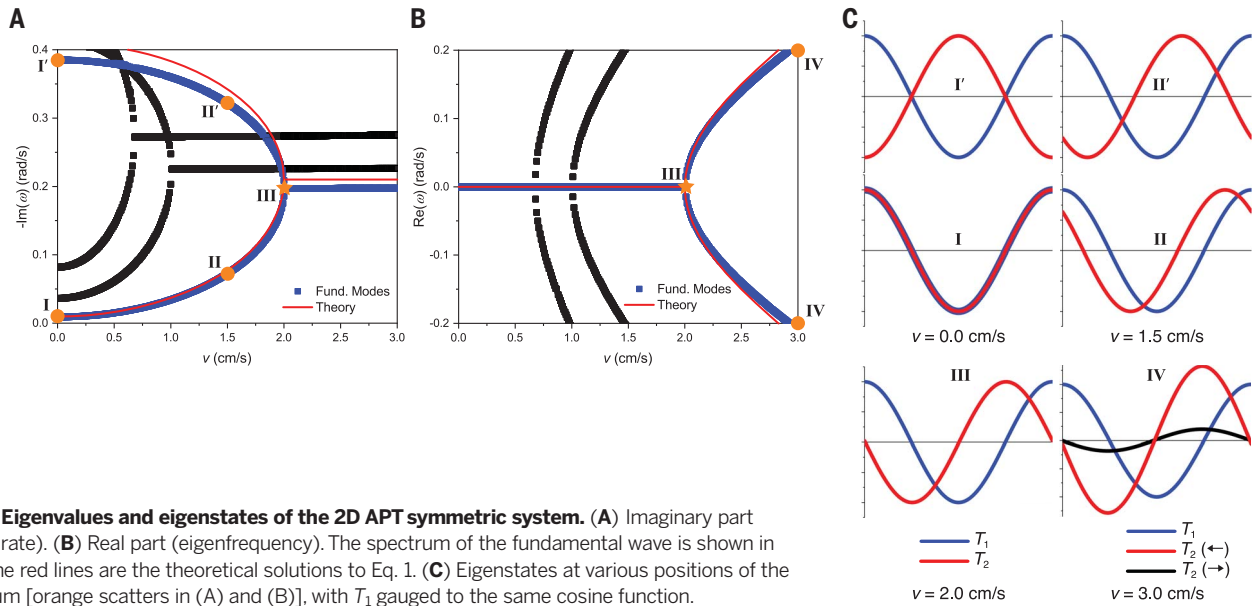 A
-Im(ω) (rad/s)
0.4
0.3
0.2
0.1
0.0
I′
II′
III
II
I
Fund. Modes
Theory
0.0 0.5 1.0 1.5 2.0 2.5 3.0
v (cm/s)
B
Re(ω) (rad/s)
0.2
0.1
0.0
-0.1
-0.2
IV
III
IV
Fund. Modes
Theory
0.0 0.5 1.0 1.5 2.0 2.5 3.0
v (cm/s)
C
I′
II′
I
II
v = 0.0 cm/s
v = 1.5 cm/s
III
IV
T1
T2
v = 2.0 cm/s
T1
T2 (←)
T2 (→)
v = 3.0 cm/s
Eigenvalues and eigenstates of the 2D APT symmetric system. (A) Imaginary part
rate). (B) Real part (eigenfrequency). The spectrum of the fundamental wave is shown in
ne red lines are the theoretical solutions to Eq. 1. (C) Eigenstates at various positions of the
um [orange scatters in (A) and (B)], with T1 gauged to the same cosine function.